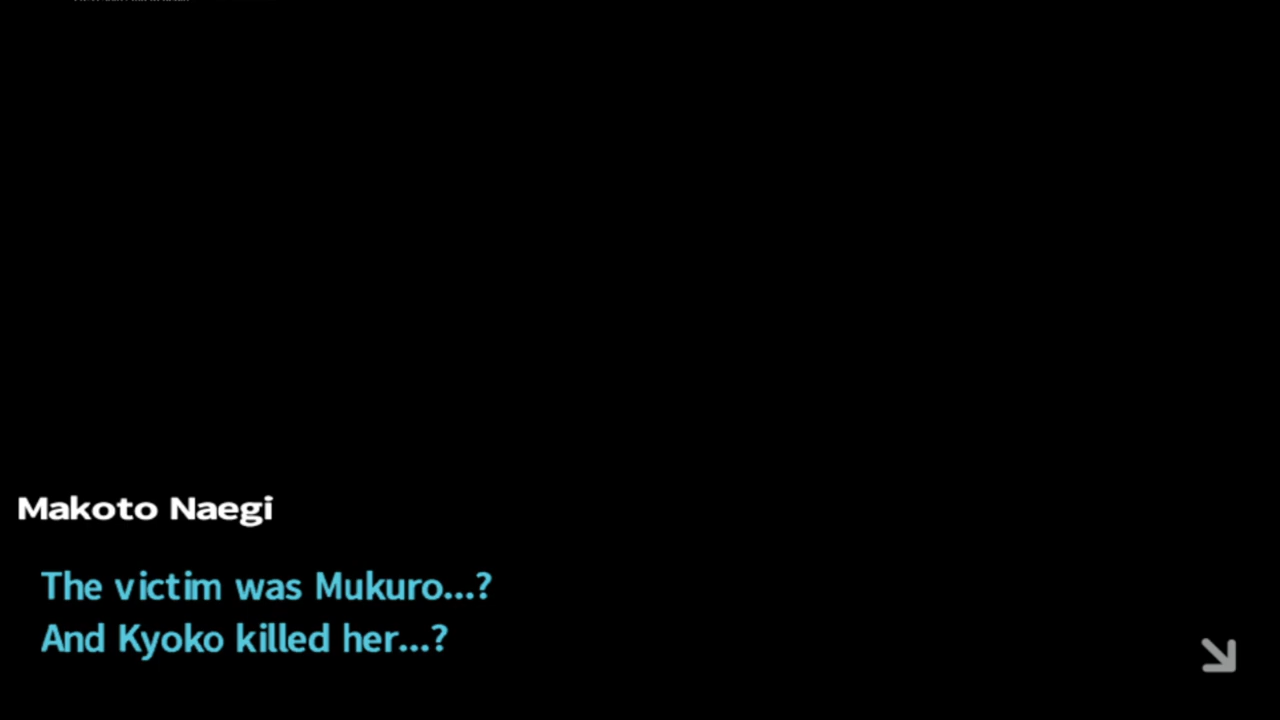 Makoto Naegi
The victim was Mukuro...?
And Kyoko killed her...?